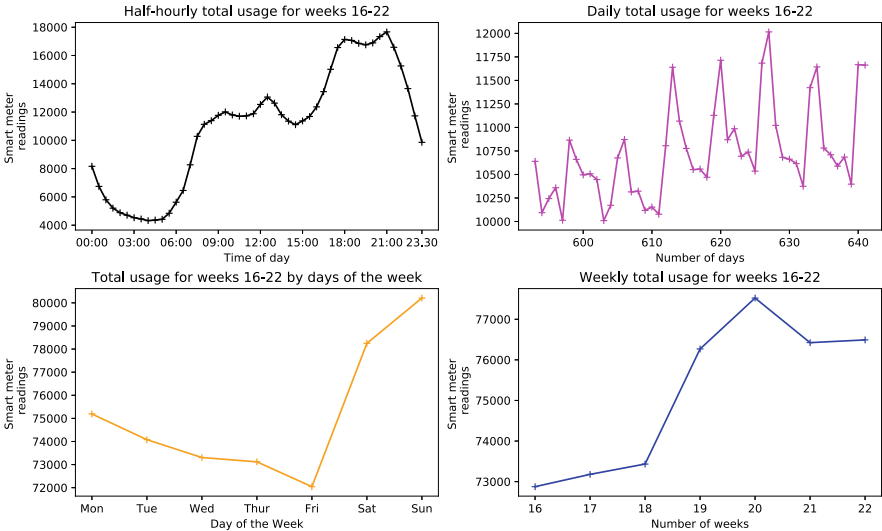 Half-hourly total usage for weeks 16-22
Smart meter
readings
18000
16000
14000
12000
10000
8000
6000
4000
00:00 03:00 06:00 09:00 12:00 15:00 18:00 21:00 23.30
Time of day
Daily total usage for weeks 16-22
Smart meter
readings
11750
11500
11250
11000
10750
10500
10250
10000
600 610 620 630 640
Number of days
Total usage for weeks 16-22 by days of the week
Smart meter
readings
80000
79000
78000
77000
76000
75000
74000
73000
72000
Mon Tue Wed Thur Fri Sat Sun
Day of the Week
Weekly total usage for weeks 16-22
Smart meter
readings
77000
76000
75000
74000
73000
16 17 18 19 20 21 22
Number of weeks